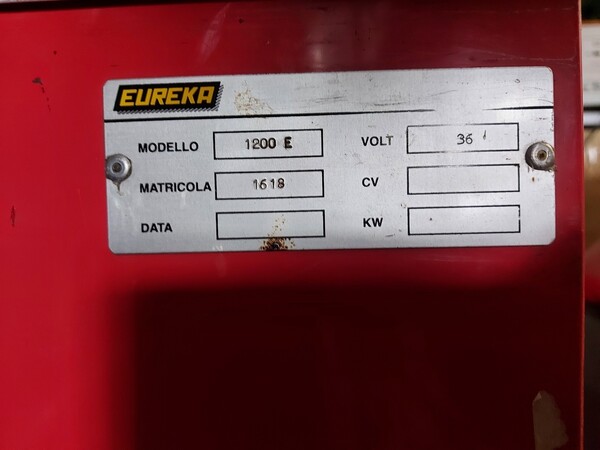 EUREKA
MODELLO 1200 E VOLT 36
MATRICOLA 1618 CV
DATA KW